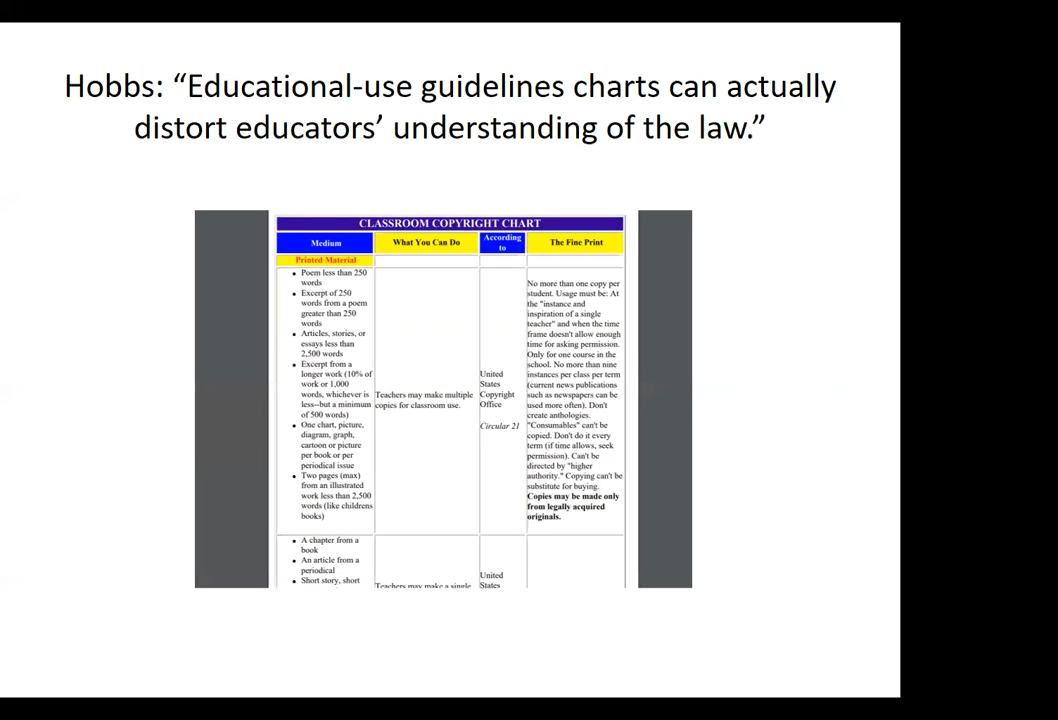 Hobbs: “Educational-use guidelines charts can actually
distort educators’ understanding of the law.”
CLASSROOM COPYRIGHT CHART
Medium
What You Can Do
According
to
The Fine Print
Printed Material
• Poem less than 250
words
• Excerpt of 250
words from a poem
greater than 250
words
• Articles, stories, or
essays less than
2,500 words
• Excerpt from a
longer work (10% of
work or 1,000
words, whichever is
less--but a minimum
of 500 words)
• One chart, picture,
diagram, graph,
cartoon or picture
per book or per
periodical issue
• Two pages (max)
from an illustrated
work less than 2,500
words (like childrens
books)
Teachers may make multiple
copies for classroom use.
United
States
Copyright
Office
Circular 21
No more than one copy per
student. Usage must be: At
the "instance and
inspiration of a single
teacher" and when the time
frame doesn't allow enough
time for asking permission.
Only for one course in the
school. No more than nine
instances per class per term
(current news publications
such as newspapers can be
used more often). Don't
create anthologies.
"Consumables" can't be
copied. Don't do it every
term (if time allows, seek
permission). Can't be
directed by "higher
authority." Copying can't be
substitute for buying.
Copies may be made only
from legally acquired
originals.
• A chapter from a
book
• An article from a
periodical
• Short story, short
Teachers may make a single
United
States